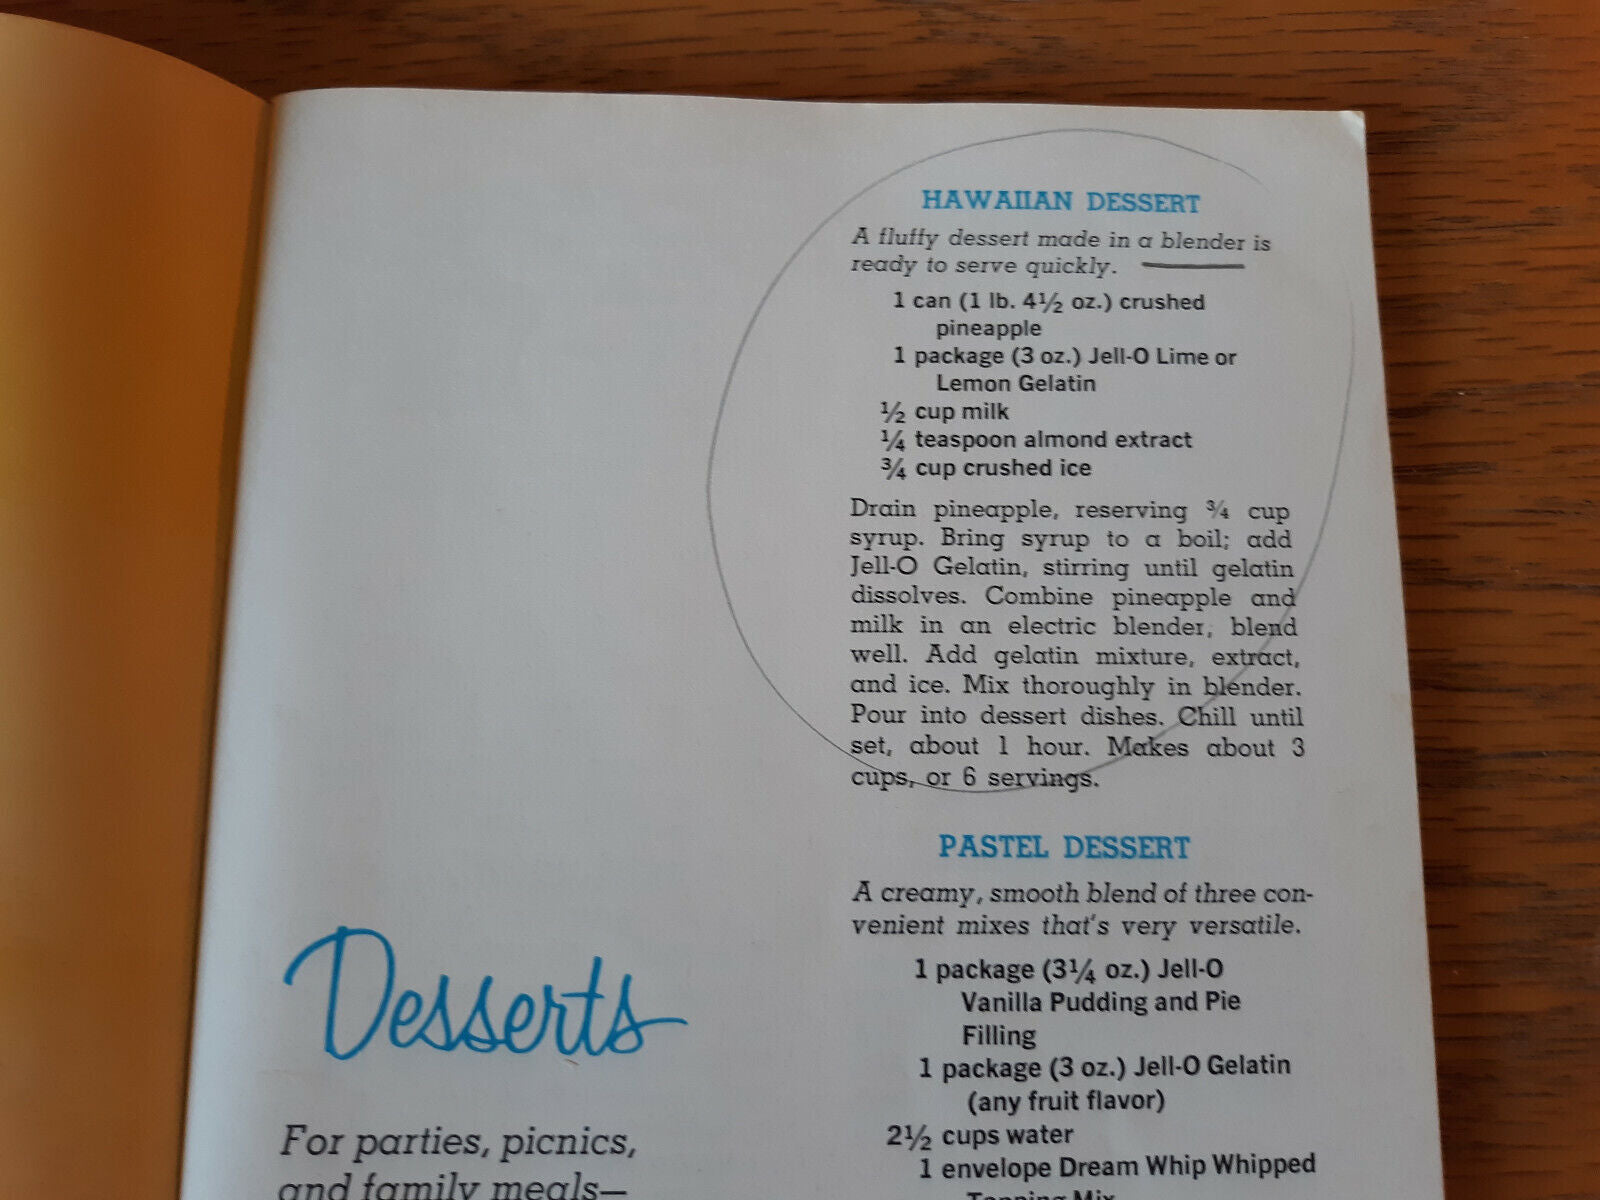 HAWAIIAN DESSERT
A fluffy dessert made in a blender is
ready to serve quickly.
1 can (1 lb. 4½ oz.) crushed
pineapple
1 package (3 oz.) Jell-O Lime or
Lemon Gelatin
½ cup milk
¼ teaspoon almond extract
¾ cup crushed ice
Drain pineapple, reserving ¾ cup
syrup. Bring syrup to a boil; add
Jell-O Gelatin, stirring until gelatin
dissolves. Combine pineapple and
milk in an electric blender, blend
well. Add gelatin mixture, extract,
and ice. Mix thoroughly in blender.
Pour into dessert dishes. Chill until
set, about 1 hour. Makes about 3
cups, or 6 servings.
PASTEL DESSERT
A creamy, smooth blend of three con-
venient mixes that's very versatile.
1 package (3¼ oz.) Jell-O
Vanilla Pudding and Pie
Filling
1 package (3 oz.) Jell-O Gelatin
(any fruit flavor)
2½ cups water
1 envelope Dream Whip Whipped
Topping Mix
Desserts
For parties, picnics,
and family meals—